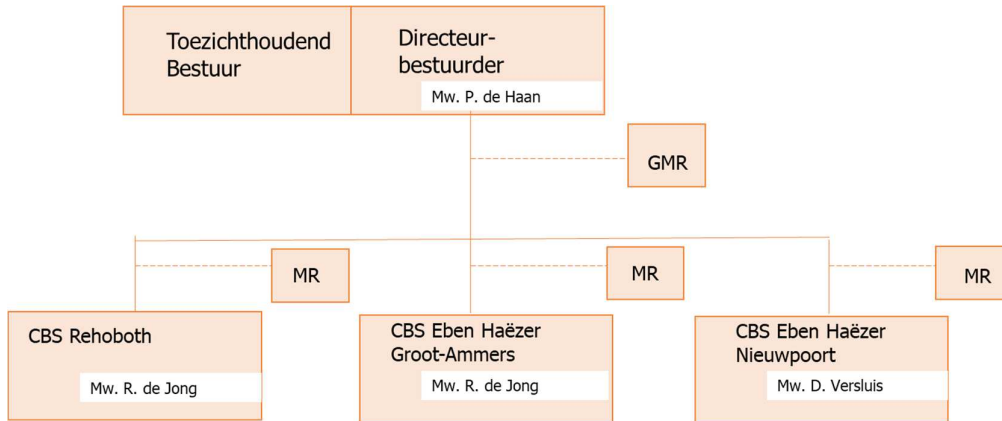 Toezichthoudend
Bestuur
Directeur-
bestuurder
Mw. P. de Haan
GMR
MR
MR
MR
CBS Rehoboth
Mw. R. de Jong
CBS Eben Haëzer
Groot-Ammers
Mw. R. de Jong
CBS Eben Haëzer
Nieuwpoort
Mw. D. Versluis